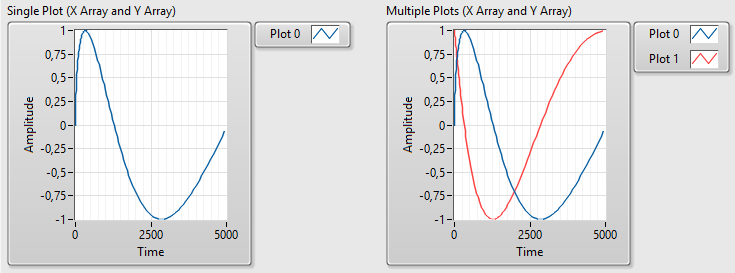 Single Plot (X Array and Y Array)
Plot 0
1
0,75
0,5
0,25
0
-0,25
-0,5
-0,75
-1
Amplitude
0
2500
5000
Time
Multiple Plots (X Array and Y Array)
Plot 0
Plot 1
1
0,75
0,5
0,25
0
-0,25
-0,5
-0,75
-1
Amplitude
0
2500
5000
Time